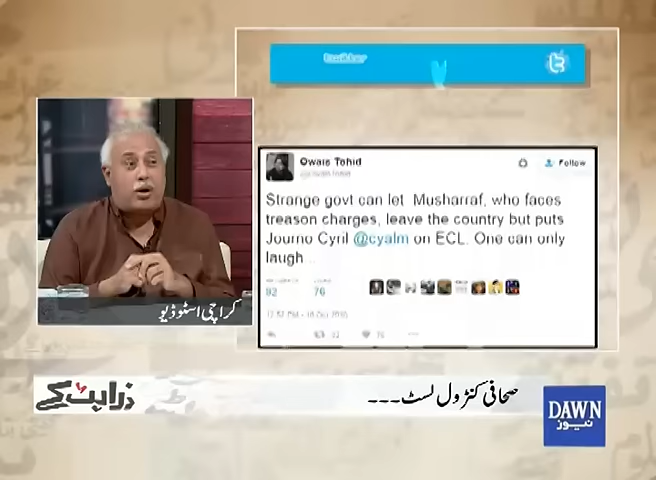 twitter
Owais Tohid
Follow
Strange govt can let Musharraf, who faces
treason charges, leave the country but puts
Journo Cyril @cyalm on ECL. One can only
laugh...
92
76
کراچی اسٹوڈیو
صحافی کنٹرول لسٹ...
ذرا ہٹ کے
DAWN
نیوز